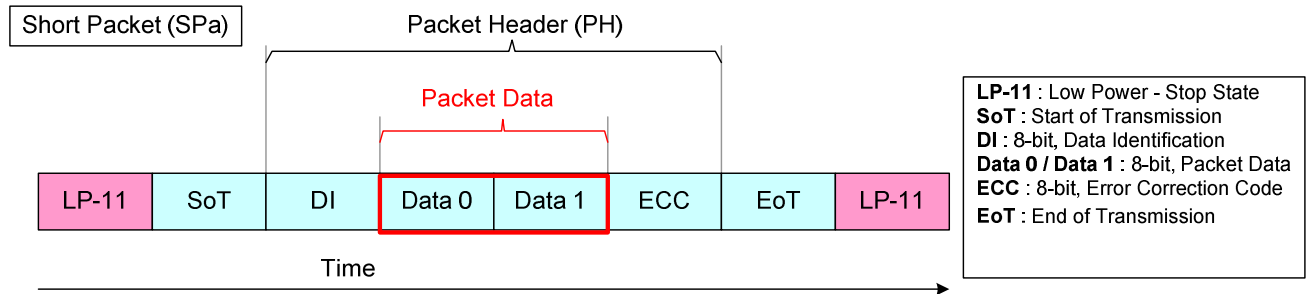 Short Packet (SPa)
Packet Header (PH)
Packet Data
LP-11 SoT DI Data 0 Data 1 ECC EoT LP-11
Time
LP-11 : Low Power - Stop State
SoT : Start of Transmission
DI : 8-bit, Data Identification
Data 0 / Data 1 : 8-bit, Packet Data
ECC : 8-bit, Error Correction Code
EoT : End of Transmission